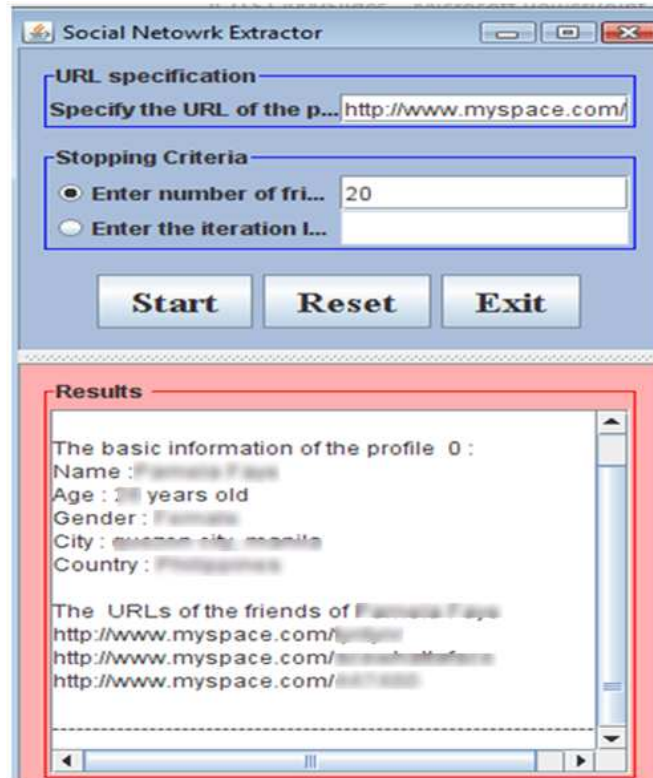 Social Netowrk Extractor
URL specification
Specify the URL of the p... http://www.myspace.com/
Stopping Criteria
Enter number of fri... 20
Enter the iteration l...
Start Reset Exit
Results
The basic information of the profile 0 :
Name :
Age : years old
Gender :
City :
Country :
The URLs of the friends of
http://www.myspace.com/
http://www.myspace.com/
http://www.myspace.com/